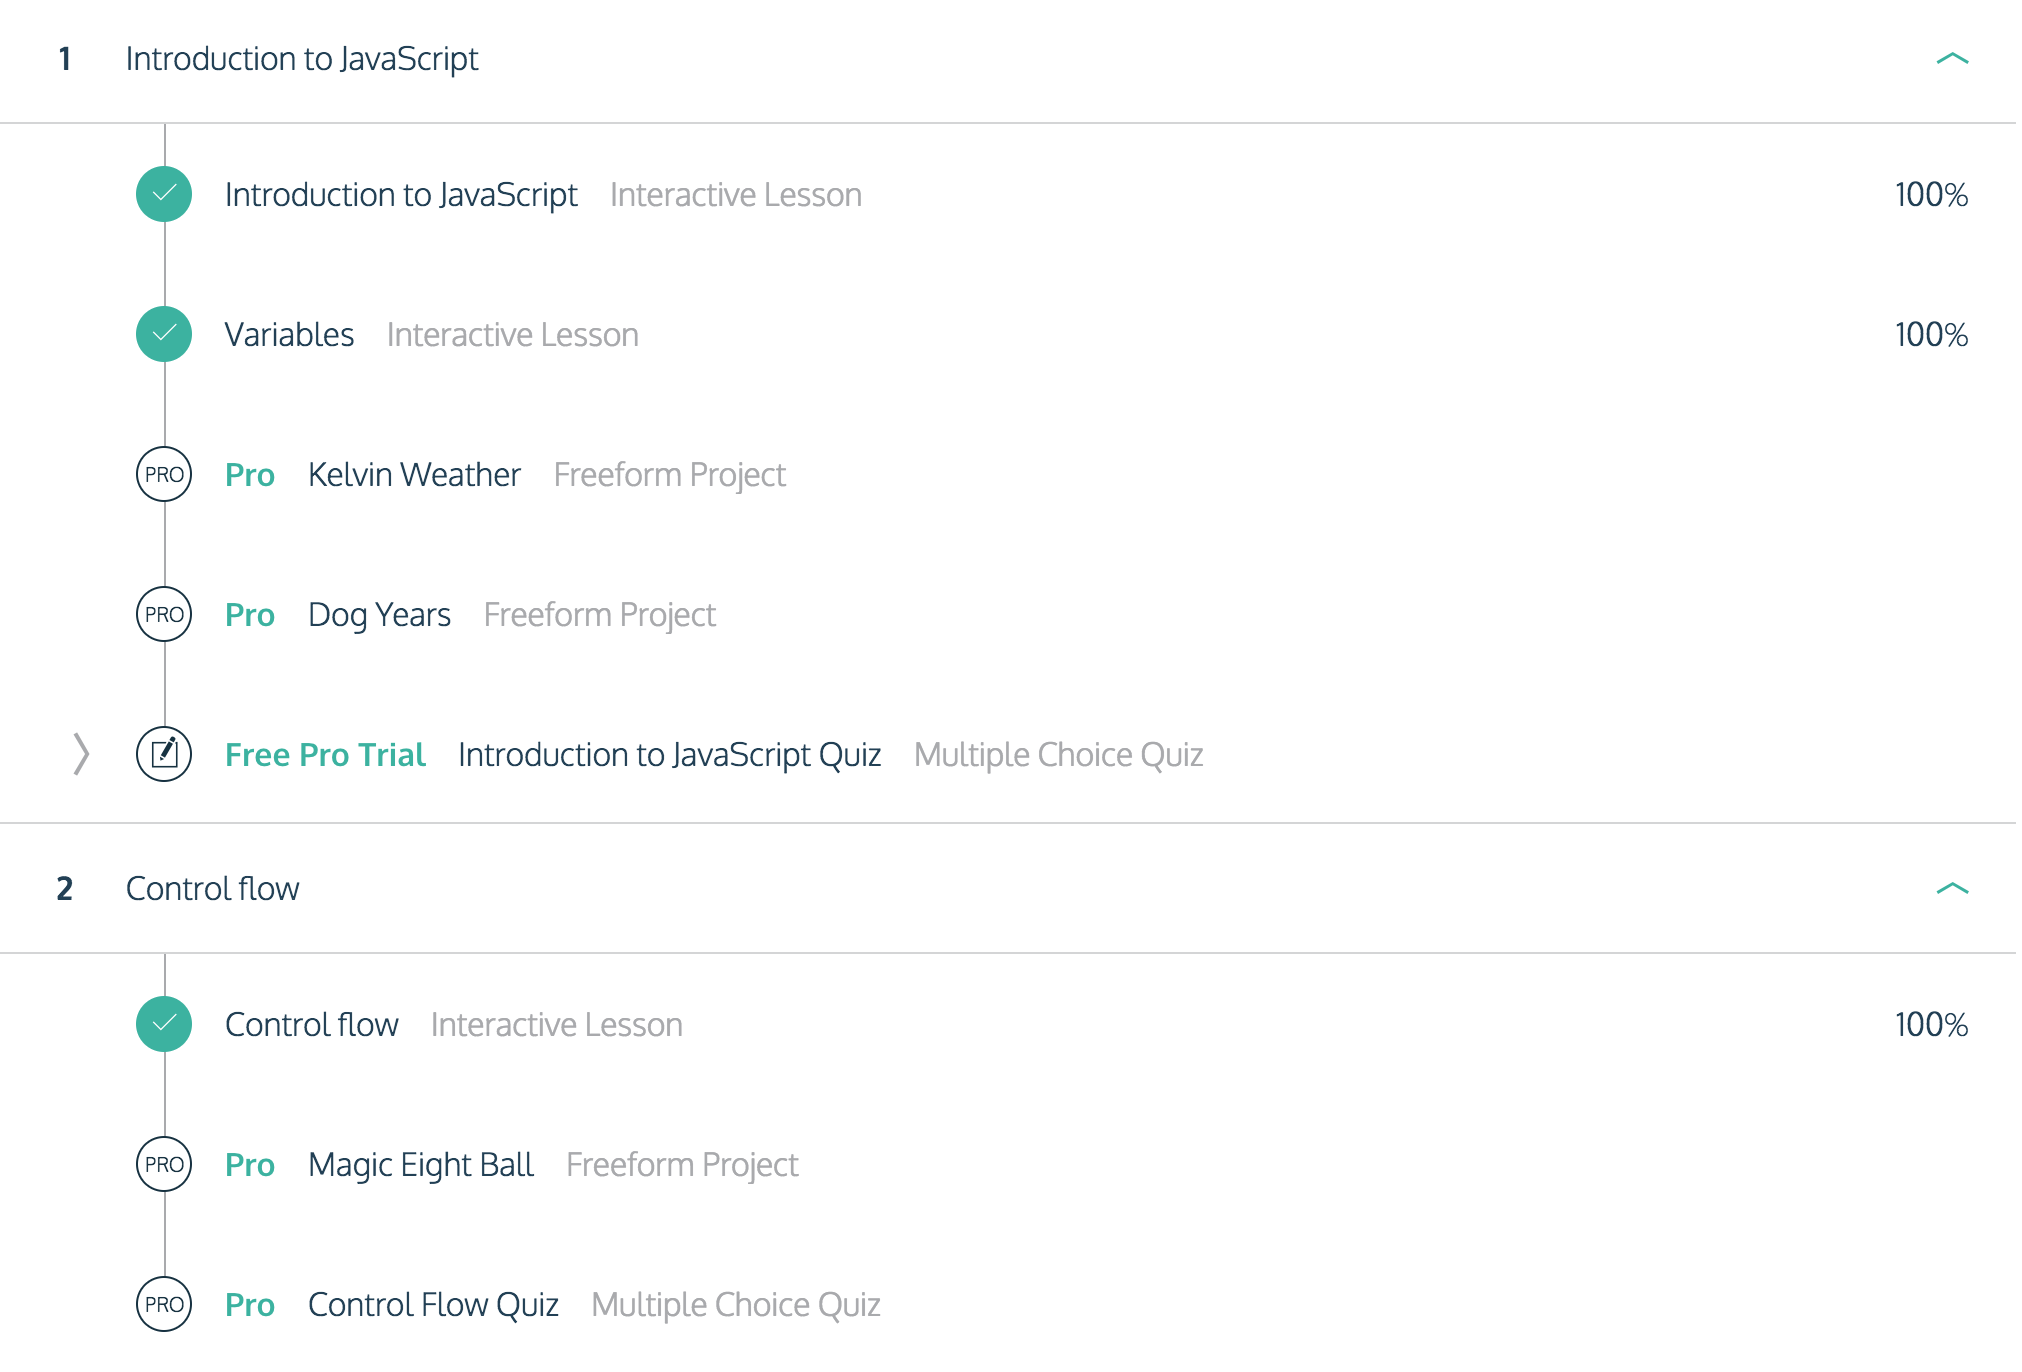 1 Introduction to JavaScript
Introduction to JavaScript Interactive Lesson 100%
Variables Interactive Lesson 100%
PRO Pro Kelvin Weather Freeform Project
PRO Pro Dog Years Freeform Project
Free Pro Trial Introduction to JavaScript Quiz Multiple Choice Quiz
2 Control flow
Control flow Interactive Lesson 100%
PRO Pro Magic Eight Ball Freeform Project
PRO Pro Control Flow Quiz Multiple Choice Quiz